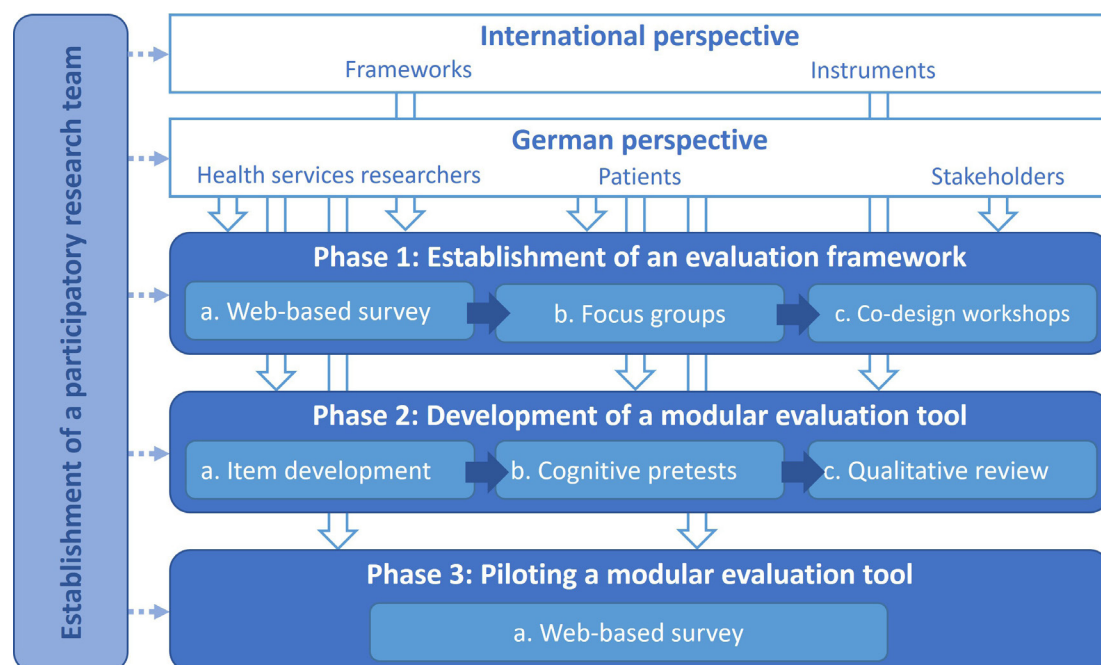 Establishment of a participatory research team
International perspective
Frameworks
Instruments
German perspective
Health services researchers
Patients
Stakeholders
Phase 1: Establishment of an evaluation framework
a. Web-based survey
b. Focus groups
c. Co-design workshops
Phase 2: Development of a modular evaluation tool
a. Item development
b. Cognitive pretests
c. Qualitative review
Phase 3: Piloting a modular evaluation tool
a. Web-based survey